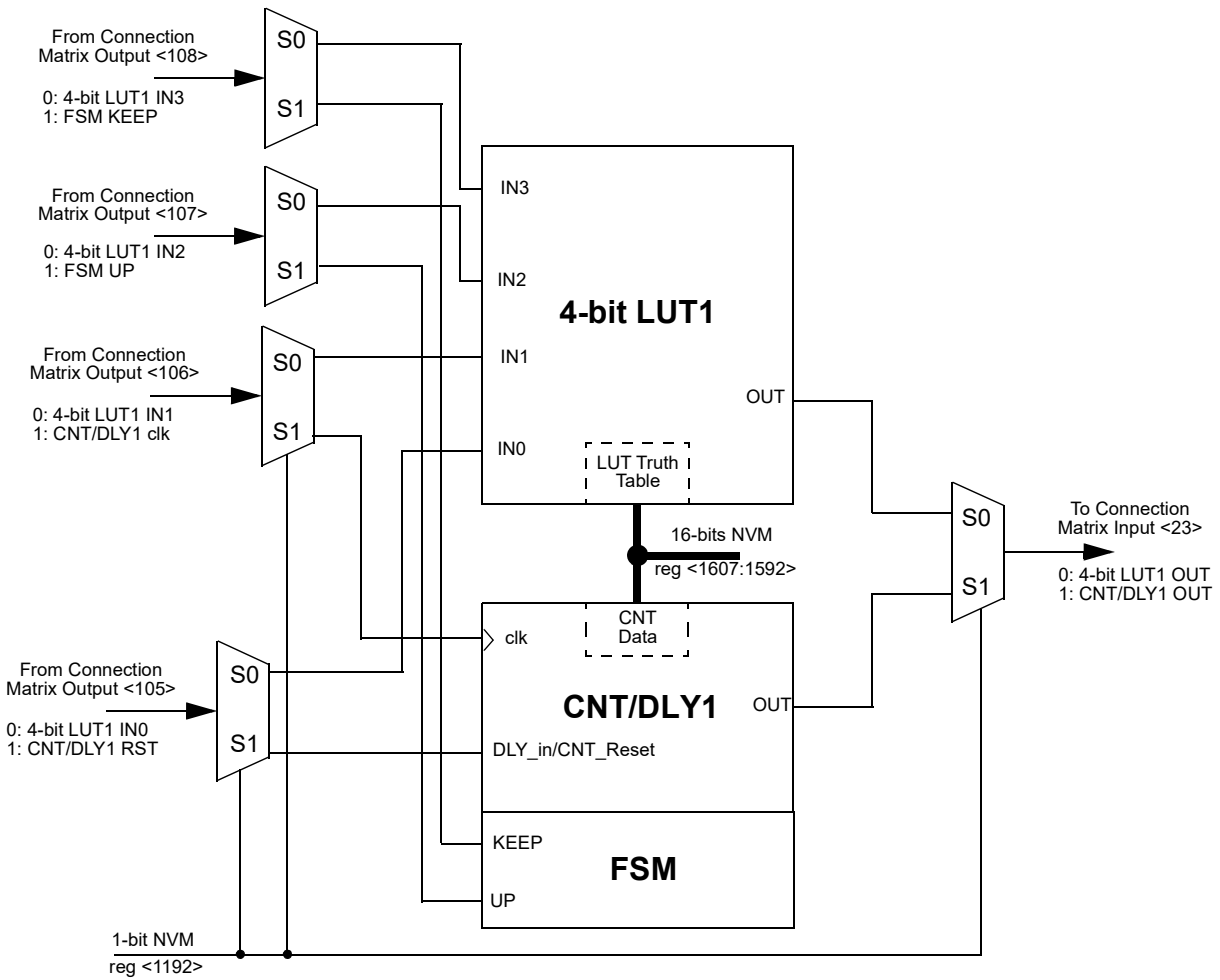 From Connection
Matrix Output <108>
0: 4-bit LUT1 IN3
1: FSM KEEP
S0
S1
From Connection
Matrix Output <107>
0: 4-bit LUT1 IN2
1: FSM UP
S0
S1
From Connection
Matrix Output <106>
0: 4-bit LUT1 IN1
1: CNT/DLY1 clk
S0
S1
From Connection
Matrix Output <105>
0: 4-bit LUT1 IN0
1: CNT/DLY1 RST
S0
S1
IN3
IN2
IN1
IN0
4-bit LUT1
OUT
LUT Truth
Table
16-bits NVM
reg <1607:1592>
CNT
Data
clk
CNT/DLY1
OUT
DLY_in/CNT_Reset
KEEP
FSM
UP
S0
S1
To Connection
Matrix Input <23>
0: 4-bit LUT1 OUT
1: CNT/DLY1 OUT
1-bit NVM
reg <1192>